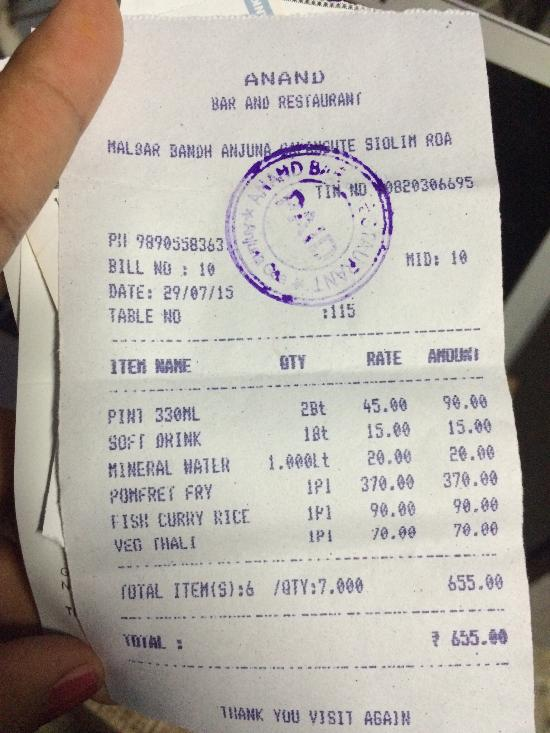 ANAND
BAR AND RESTAURANT
MALBAR BANDH ANJUNA SIOLIM ROA
TIN NO 0820306695
ANAND BAR RESTAURANT
PAID
PH 9890558363
BILL NO : 10 MID: 10
DATE: 29/07/15
TABLE NO :115
ITEM NAME QTY RATE AMOUNT
PINT 330ML 2Bt 45.00 90.00
SOFT DRINK 1Bt 15.00 15.00
MINERAL WATER 1.000Lt 20.00 20.00
POMFRET FRY 1Pl 370.00 370.00
FISH CURRY RICE 1Pl 90.00 90.00
VEG THALI 1Pl 70.00 70.00
TOTAL ITEM(S):6 /QTY:7.000 655.00
TOTAL : ₹ 655.00
THANK YOU VISIT AGAIN